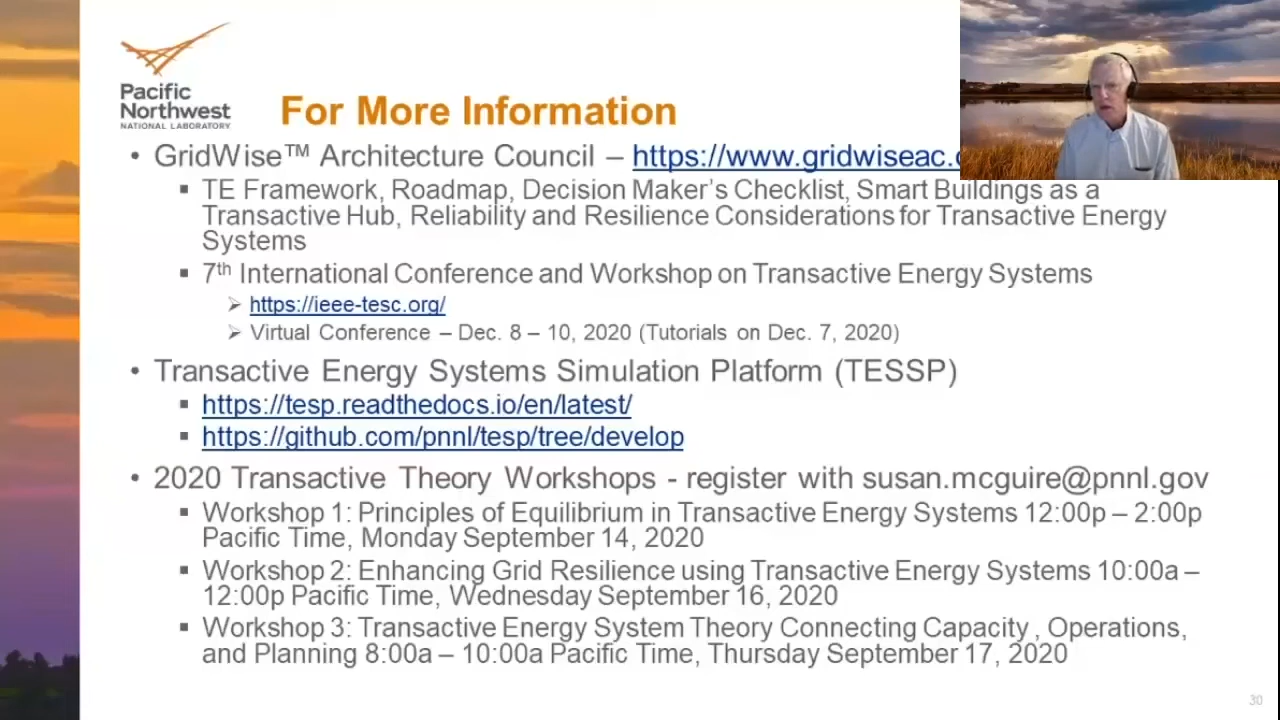 Pacific
Northwest
NATIONAL LABORATORY
For More Information
• GridWise™ Architecture Council – https://www.gridwiseac.
▪ TE Framework, Roadmap, Decision Maker's Checklist, Smart Buildings as a
Transactive Hub, Reliability and Resilience Considerations for Transactive Energy
Systems
▪ 7th International Conference and Workshop on Transactive Energy Systems
➢ https://ieee-tesc.org/
➢ Virtual Conference – Dec. 8 – 10, 2020 (Tutorials on Dec. 7, 2020)
• Transactive Energy Systems Simulation Platform (TESSP)
▪ https://tesp.readthedocs.io/en/latest/
▪ https://github.com/pnnl/tesp/tree/develop
• 2020 Transactive Theory Workshops - register with susan.mcguire@pnnl.gov
▪ Workshop 1: Principles of Equilibrium in Transactive Energy Systems 12:00p – 2:00p
Pacific Time, Monday September 14, 2020
▪ Workshop 2: Enhancing Grid Resilience using Transactive Energy Systems 10:00a –
12:00p Pacific Time, Wednesday September 16, 2020
▪ Workshop 3: Transactive Energy System Theory Connecting Capacity , Operations,
and Planning 8:00a – 10:00a Pacific Time, Thursday September 17, 2020
30